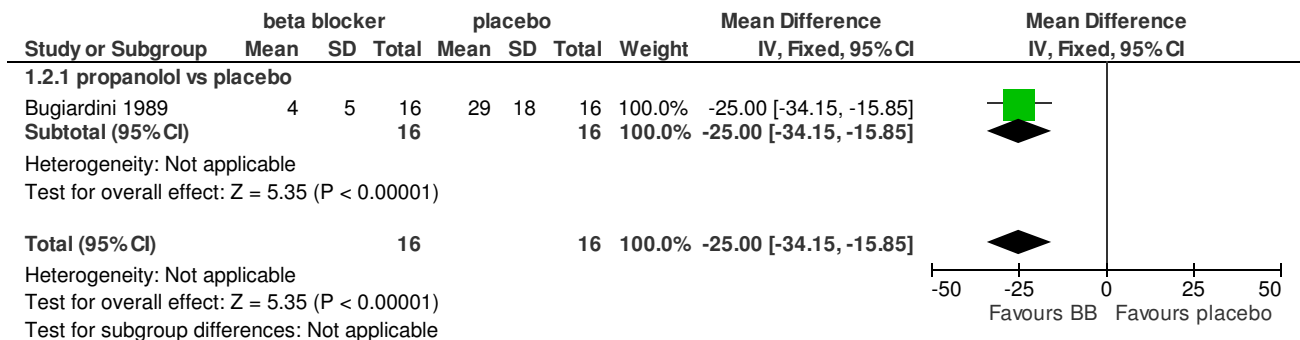 beta blocker placebo Mean Difference Mean Difference
Study or Subgroup Mean SD Total Mean SD Total Weight IV, Fixed, 95% CI IV, Fixed, 95% CI
1.2.1 propanolol vs placebo
Bugiardini 1989 4 5 16 29 18 16 100.0% -25.00 [-34.15, -15.85]
Subtotal (95% CI) 16 16 100.0% -25.00 [-34.15, -15.85]
Heterogeneity: Not applicable
Test for overall effect: Z = 5.35 (P < 0.00001)
Total (95% CI) 16 16 100.0% -25.00 [-34.15, -15.85]
Heterogeneity: Not applicable
Test for overall effect: Z = 5.35 (P < 0.00001)
Test for subgroup differences: Not applicable
-50 -25 0 25 50
Favours BB Favours placebo